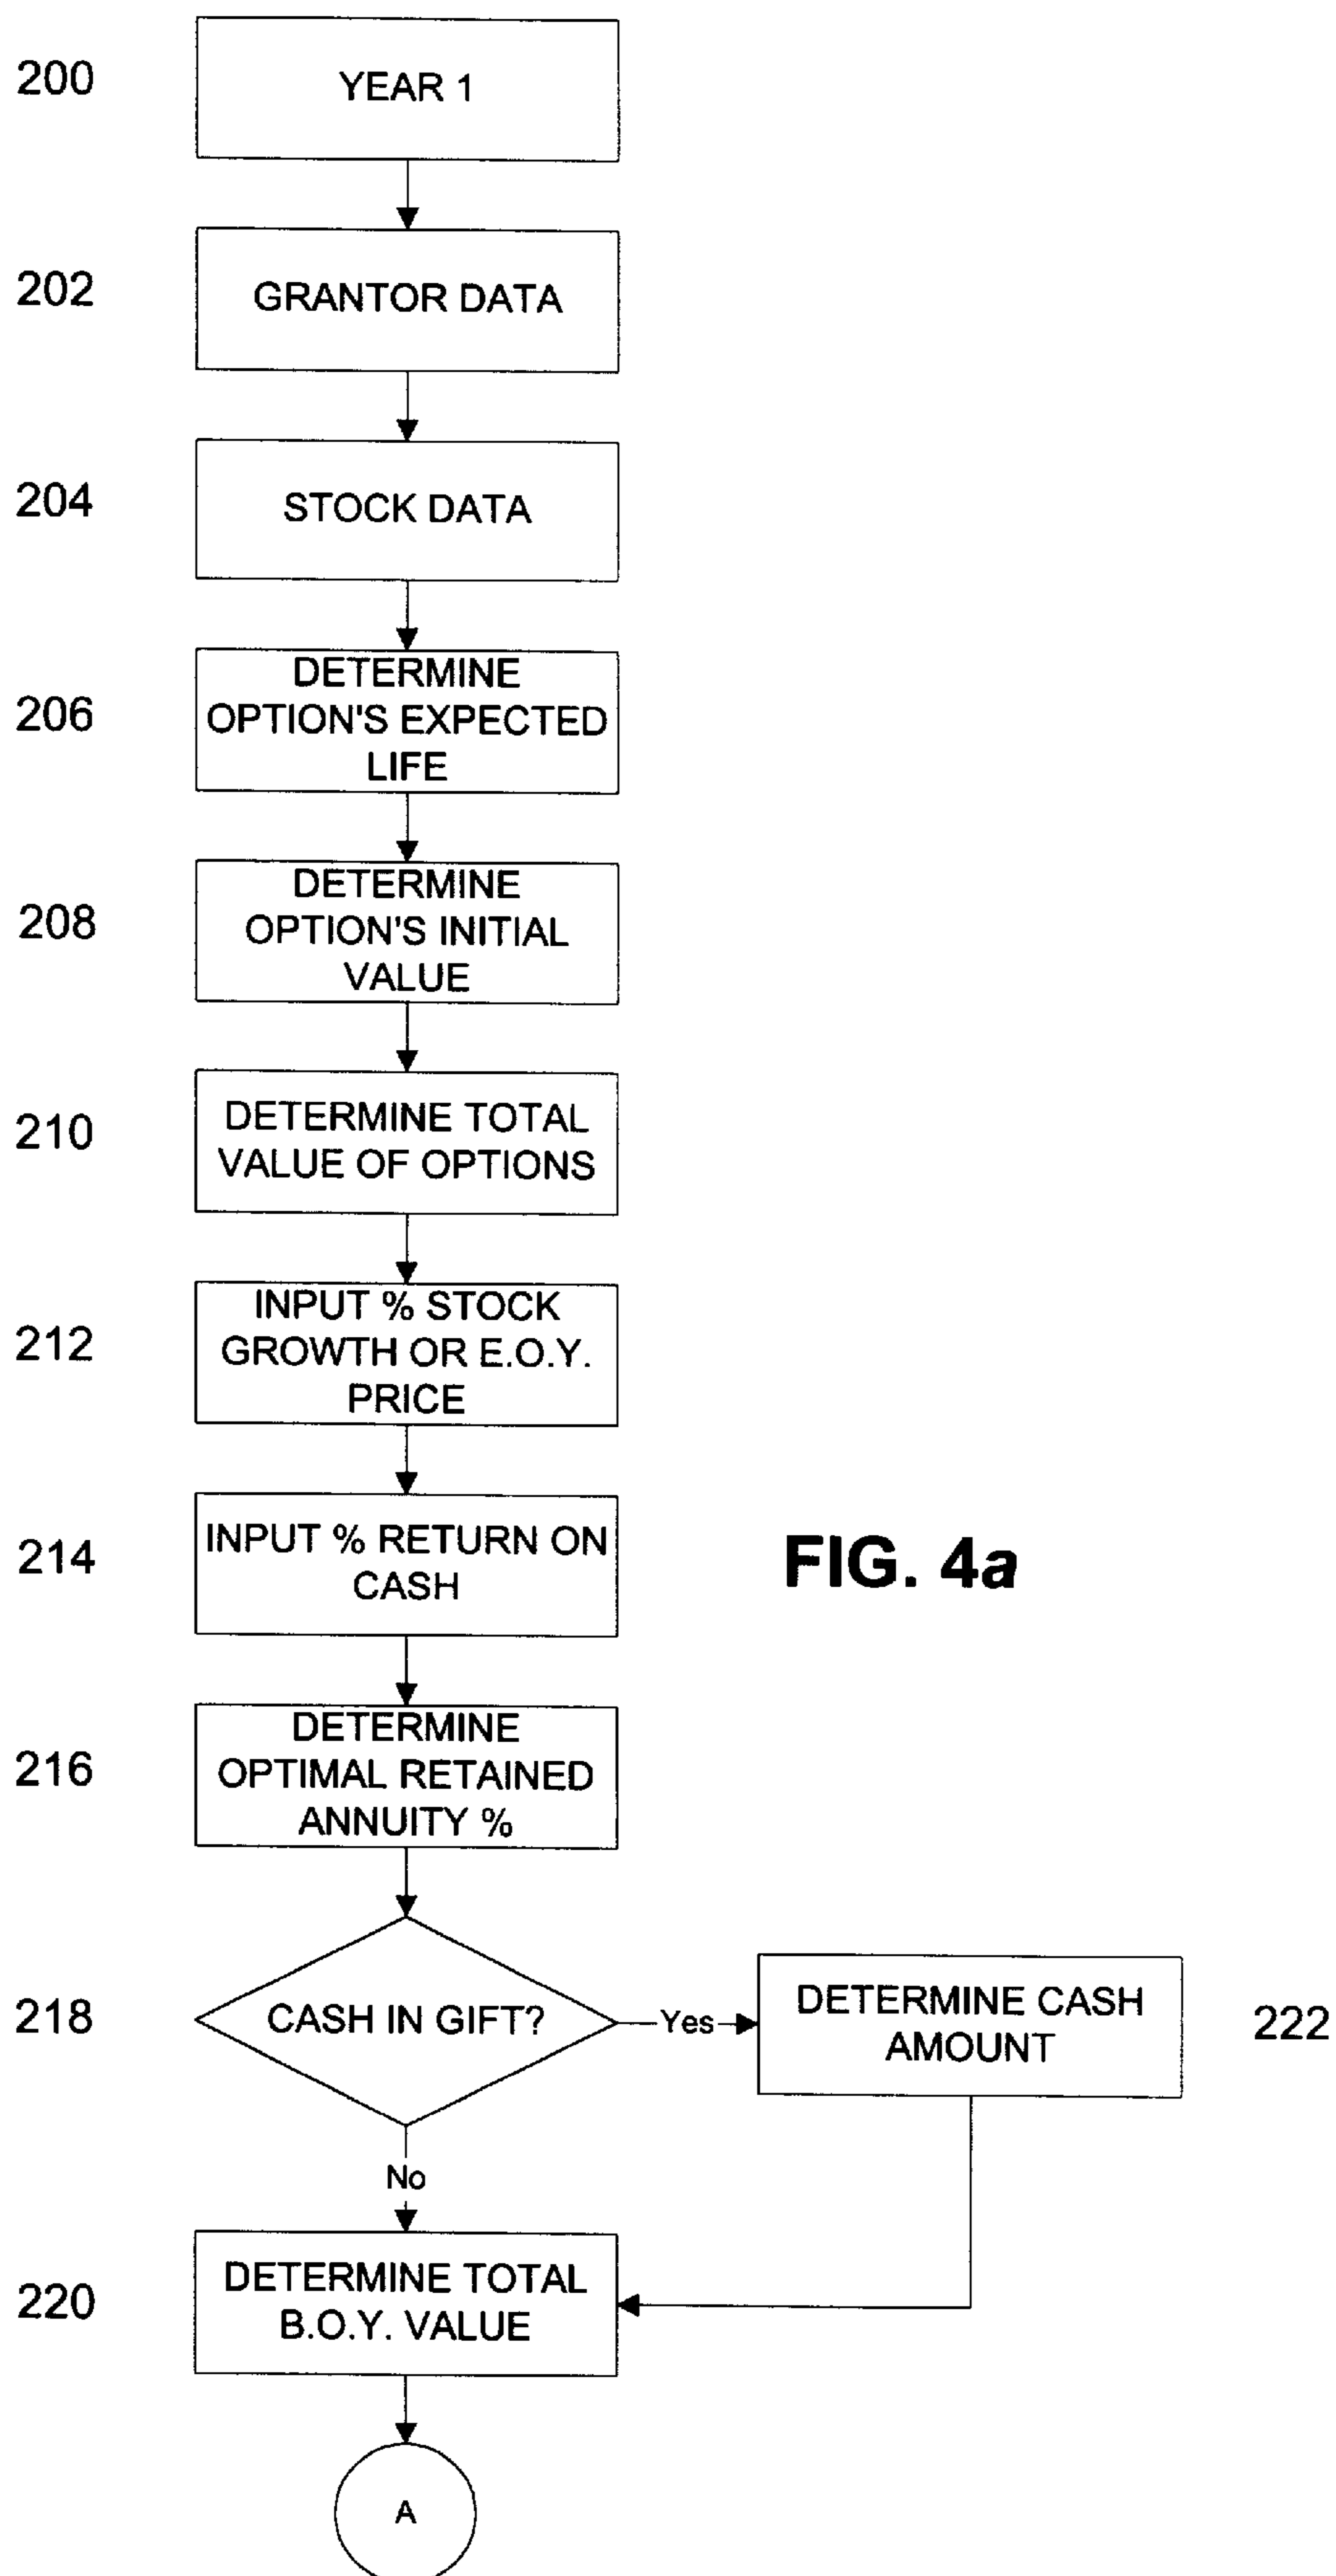 200
YEAR 1
202
GRANTOR DATA
204
STOCK DATA
206
DETERMINE
OPTION'S EXPECTED
LIFE
208
DETERMINE
OPTION'S INITIAL
VALUE
210
DETERMINE TOTAL
VALUE OF OPTIONS
212
INPUT % STOCK
GROWTH OR E.O.Y.
PRICE
214
INPUT % RETURN ON
CASH
FIG. 4a
216
DETERMINE
OPTIMAL RETAINED
ANNUITY %
218
CASH IN GIFT?
Yes
DETERMINE CASH
AMOUNT
222
No
220
DETERMINE TOTAL
B.O.Y. VALUE
A